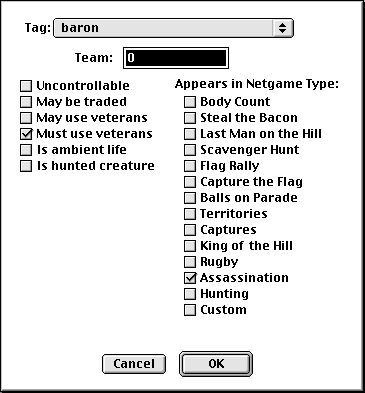 Tag: baron
Team: 0
Uncontrollable
May be traded
May use veterans
Must use veterans
Is ambient life
Is hunted creature
Appears in Netgame Type:
Body Count
Steal the Bacon
Last Man on the Hill
Scavenger Hunt
Flag Rally
Capture the Flag
Balls on Parade
Territories
Captures
King of the Hill
Rugby
Assassination
Hunting
Custom
Cancel OK